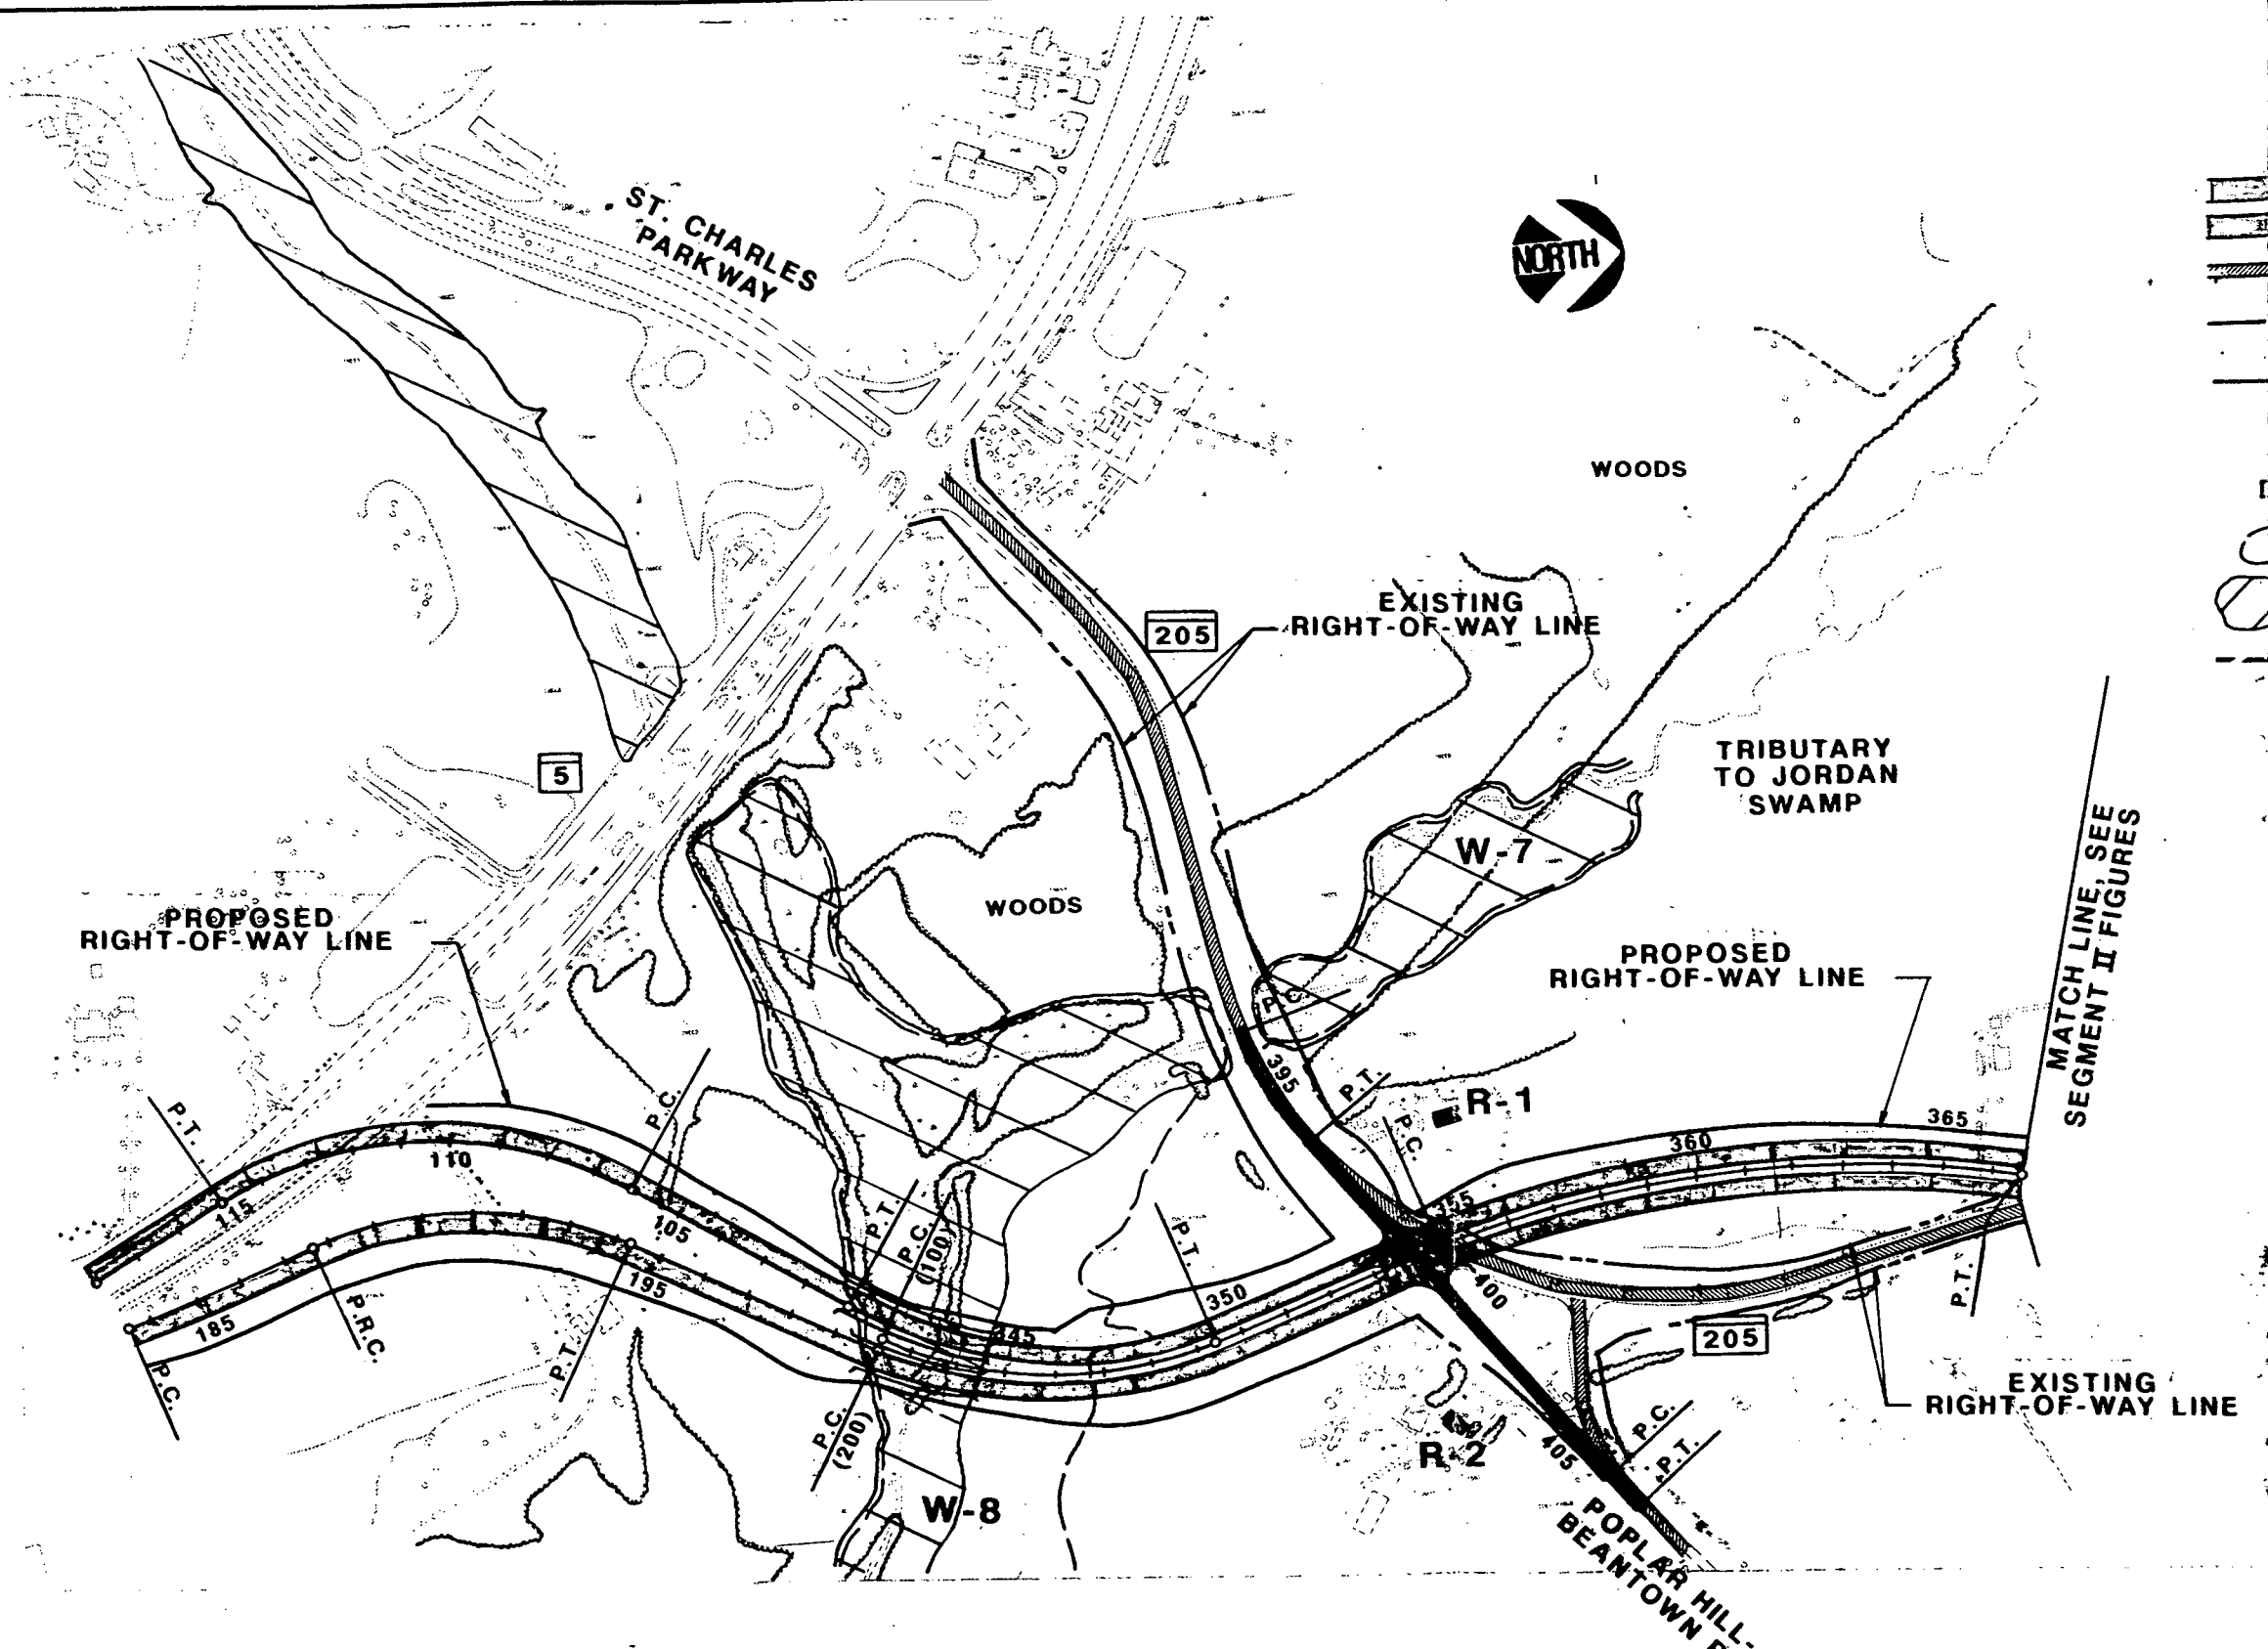 ST. CHARLES
PARKWAY
NORTH
WOODS
EXISTING
RIGHT-OF-WAY LINE
205
5
TRIBUTARY
TO JORDAN
SWAMP
W-7
MATCH LINE, SEE
SEGMENT II FIGURES
WOODS
PROPOSED
RIGHT-OF-WAY LINE
PROPOSED
RIGHT-OF-WAY LINE
P.C.
395
P.T.
R-1
P.C.
365
360
355
P.T.
115
110
P.C.
105
P.T.
P.C.
(100)
P.T.
350
345
400
P.T.
205
185
P.R.C.
195
P.T.
P.C.
P.C.
(200)
W-8
R-2
405
P.C.
P.T.
EXISTING
RIGHT-OF-WAY LINE
POPLAR HILL-
BEANTOWN